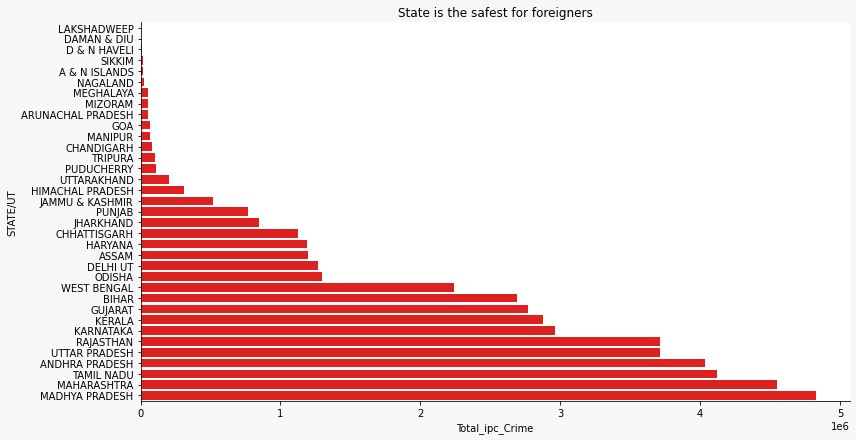 State is the safest for foreigners
STATE/UT
LAKSHADWEEP
DAMAN & DIU
D & N HAVELI
SIKKIM
A & N ISLANDS
NAGALAND
MEGHALAYA
MIZORAM
ARUNACHAL PRADESH
GOA
MANIPUR
CHANDIGARH
TRIPURA
PUDUCHERRY
UTTARAKHAND
HIMACHAL PRADESH
JAMMU & KASHMIR
PUNJAB
JHARKHAND
CHHATTISGARH
HARYANA
ASSAM
DELHI UT
ODISHA
WEST BENGAL
BIHAR
GUJARAT
KERALA
KARNATAKA
RAJASTHAN
UTTAR PRADESH
ANDHRA PRADESH
TAMIL NADU
MAHARASHTRA
MADHYA PRADESH
0 1 2 3 4 5
1e6
Total_ipc_Crime